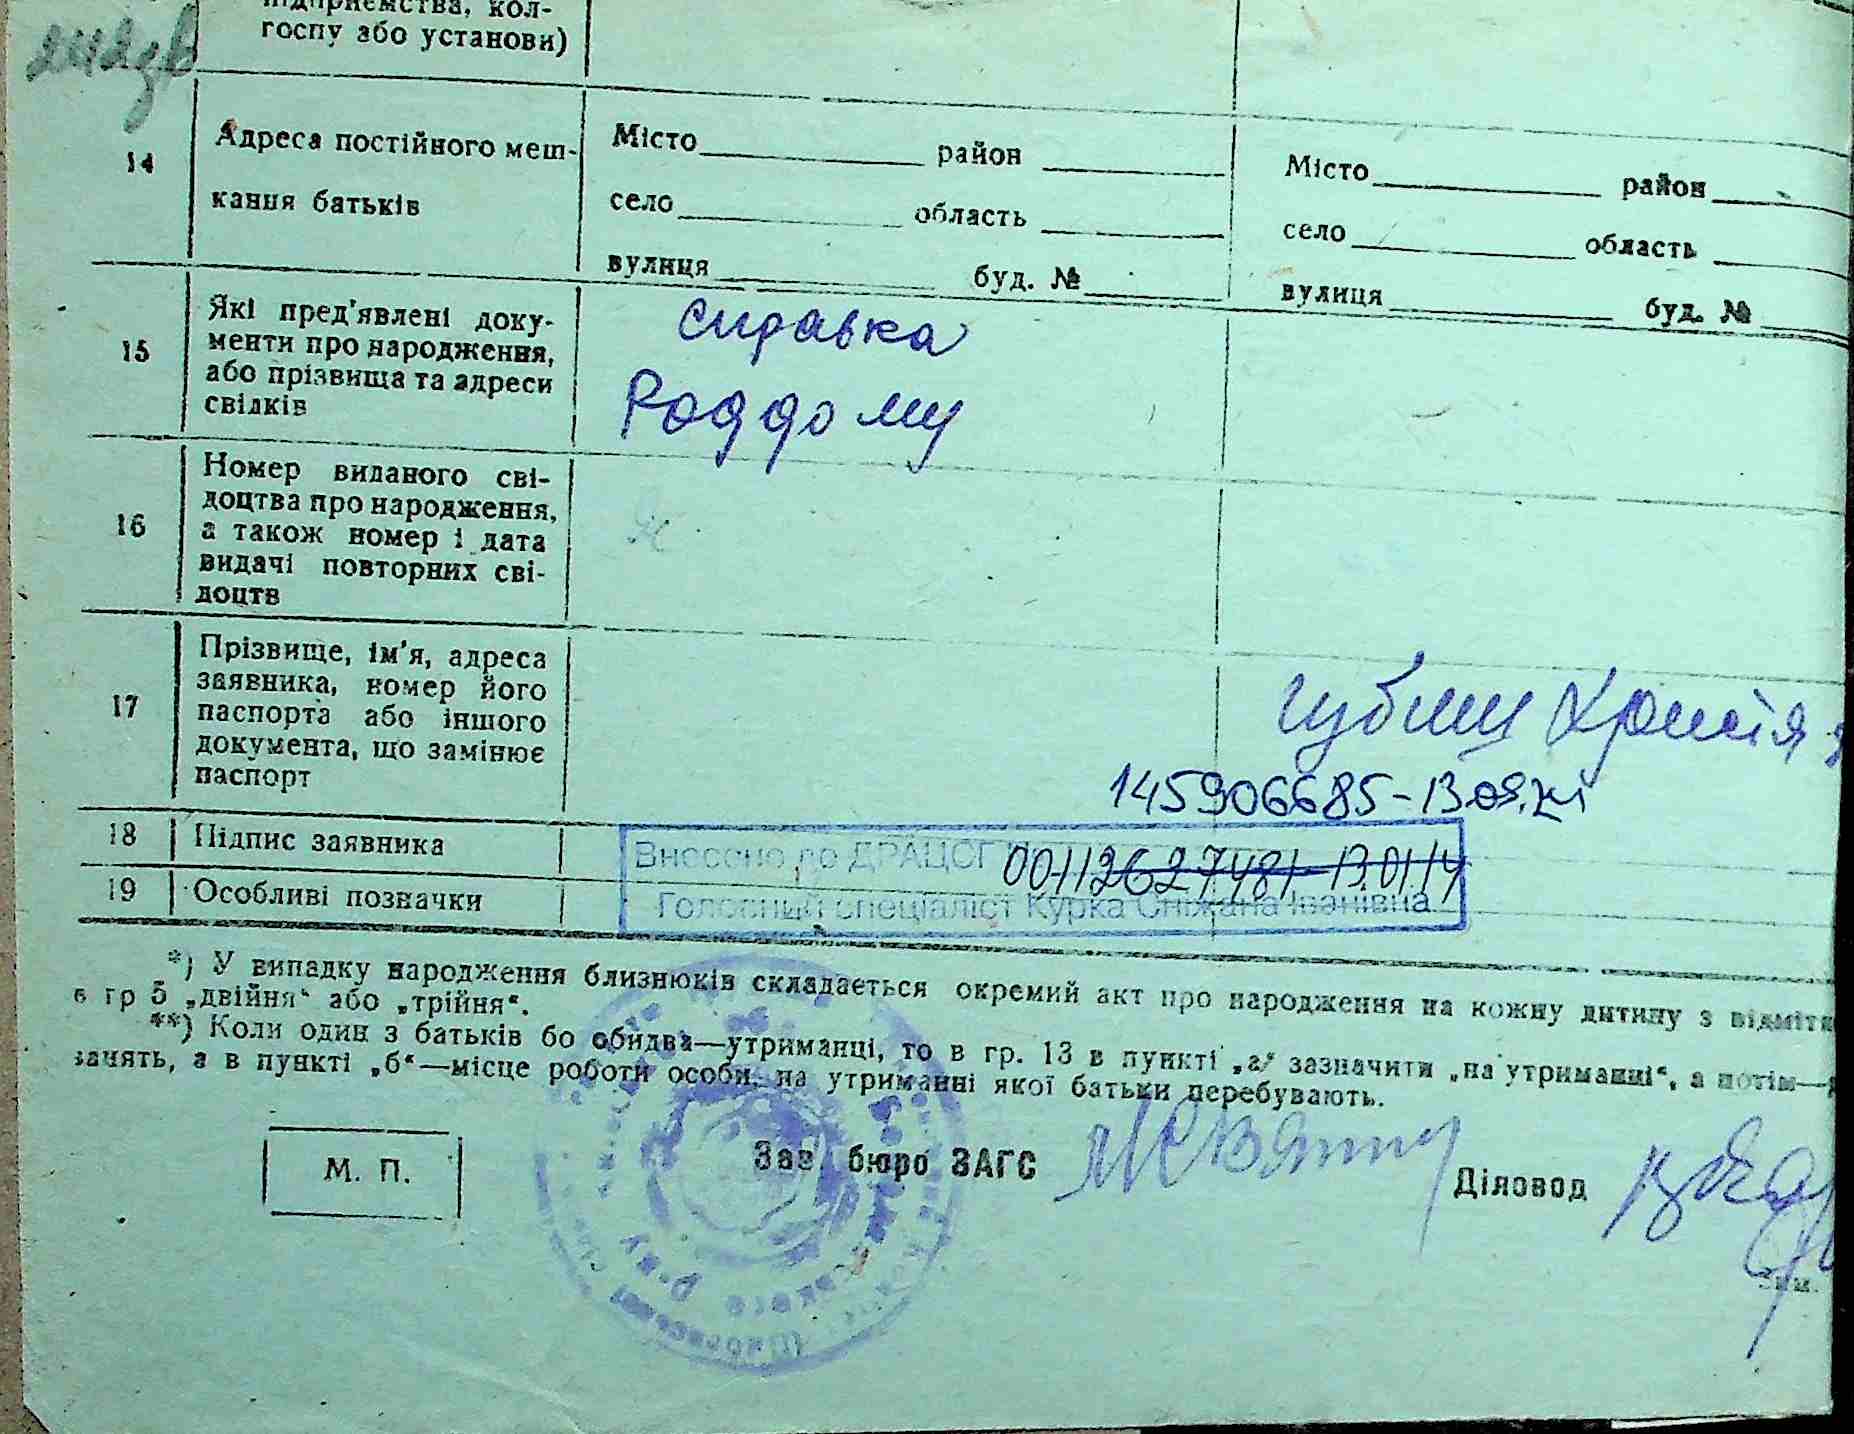 підприємства, кол-
госпу або установи)
14
Адреса постійного меш-
кання батьків
Місто район
село область
вулиця буд. №
Місто район
село область
вулиця буд. №
15
Які пред'явлені доку-
менти про народження,
або прізвища та адреси
свідків
справка
Роддому
16
Номер виданого сві-
доцтва про народження,
а також номер і дата
видачі повторних сві-
доцтв
17
Прізвище, ім'я, адреса
заявника, номер його
паспорта або іншого
документа, що замінює
паспорт
145906685-13
18 Підпис заявника
19 Особливі позначки
Внесено до ДРАЦСГ 00112627481-13.01.14
Головний спеціаліст Курка Сніжана Іванівна
*) У випадку народження близнюків складається окремий акт про народження на кожну дитину з відмітк
в гр 5 „двійня“ або „трійня“.
**) Коли один з батьків бо обидва—утриманці, то в гр. 13 в пункті „а“ зазначити „на утриманні“, а потім—
занять, а в пункті „б“—місце роботи особи, на утриманні якої батьки перебувають.
М. П.
Зав. бюро ЗАГС
Діловод